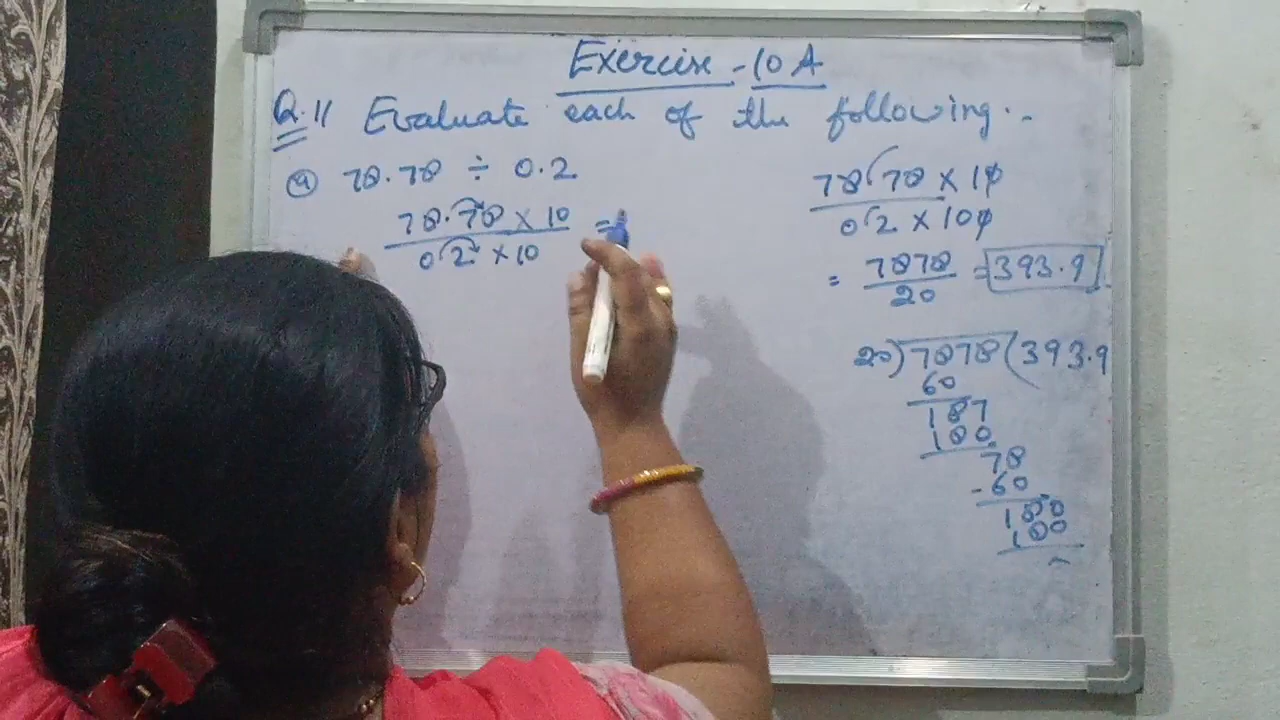 Exercise - 10 A
Q.11 Evaluate each of the following.
(a) 78.78 ÷ 0.2
78.78 × 10 =
0.2 × 10
78.78 × 10
0.2 × 100
= 7878 = 393.9
20
20) 7878 (393.9
60
187
180
78
- 60
180
180